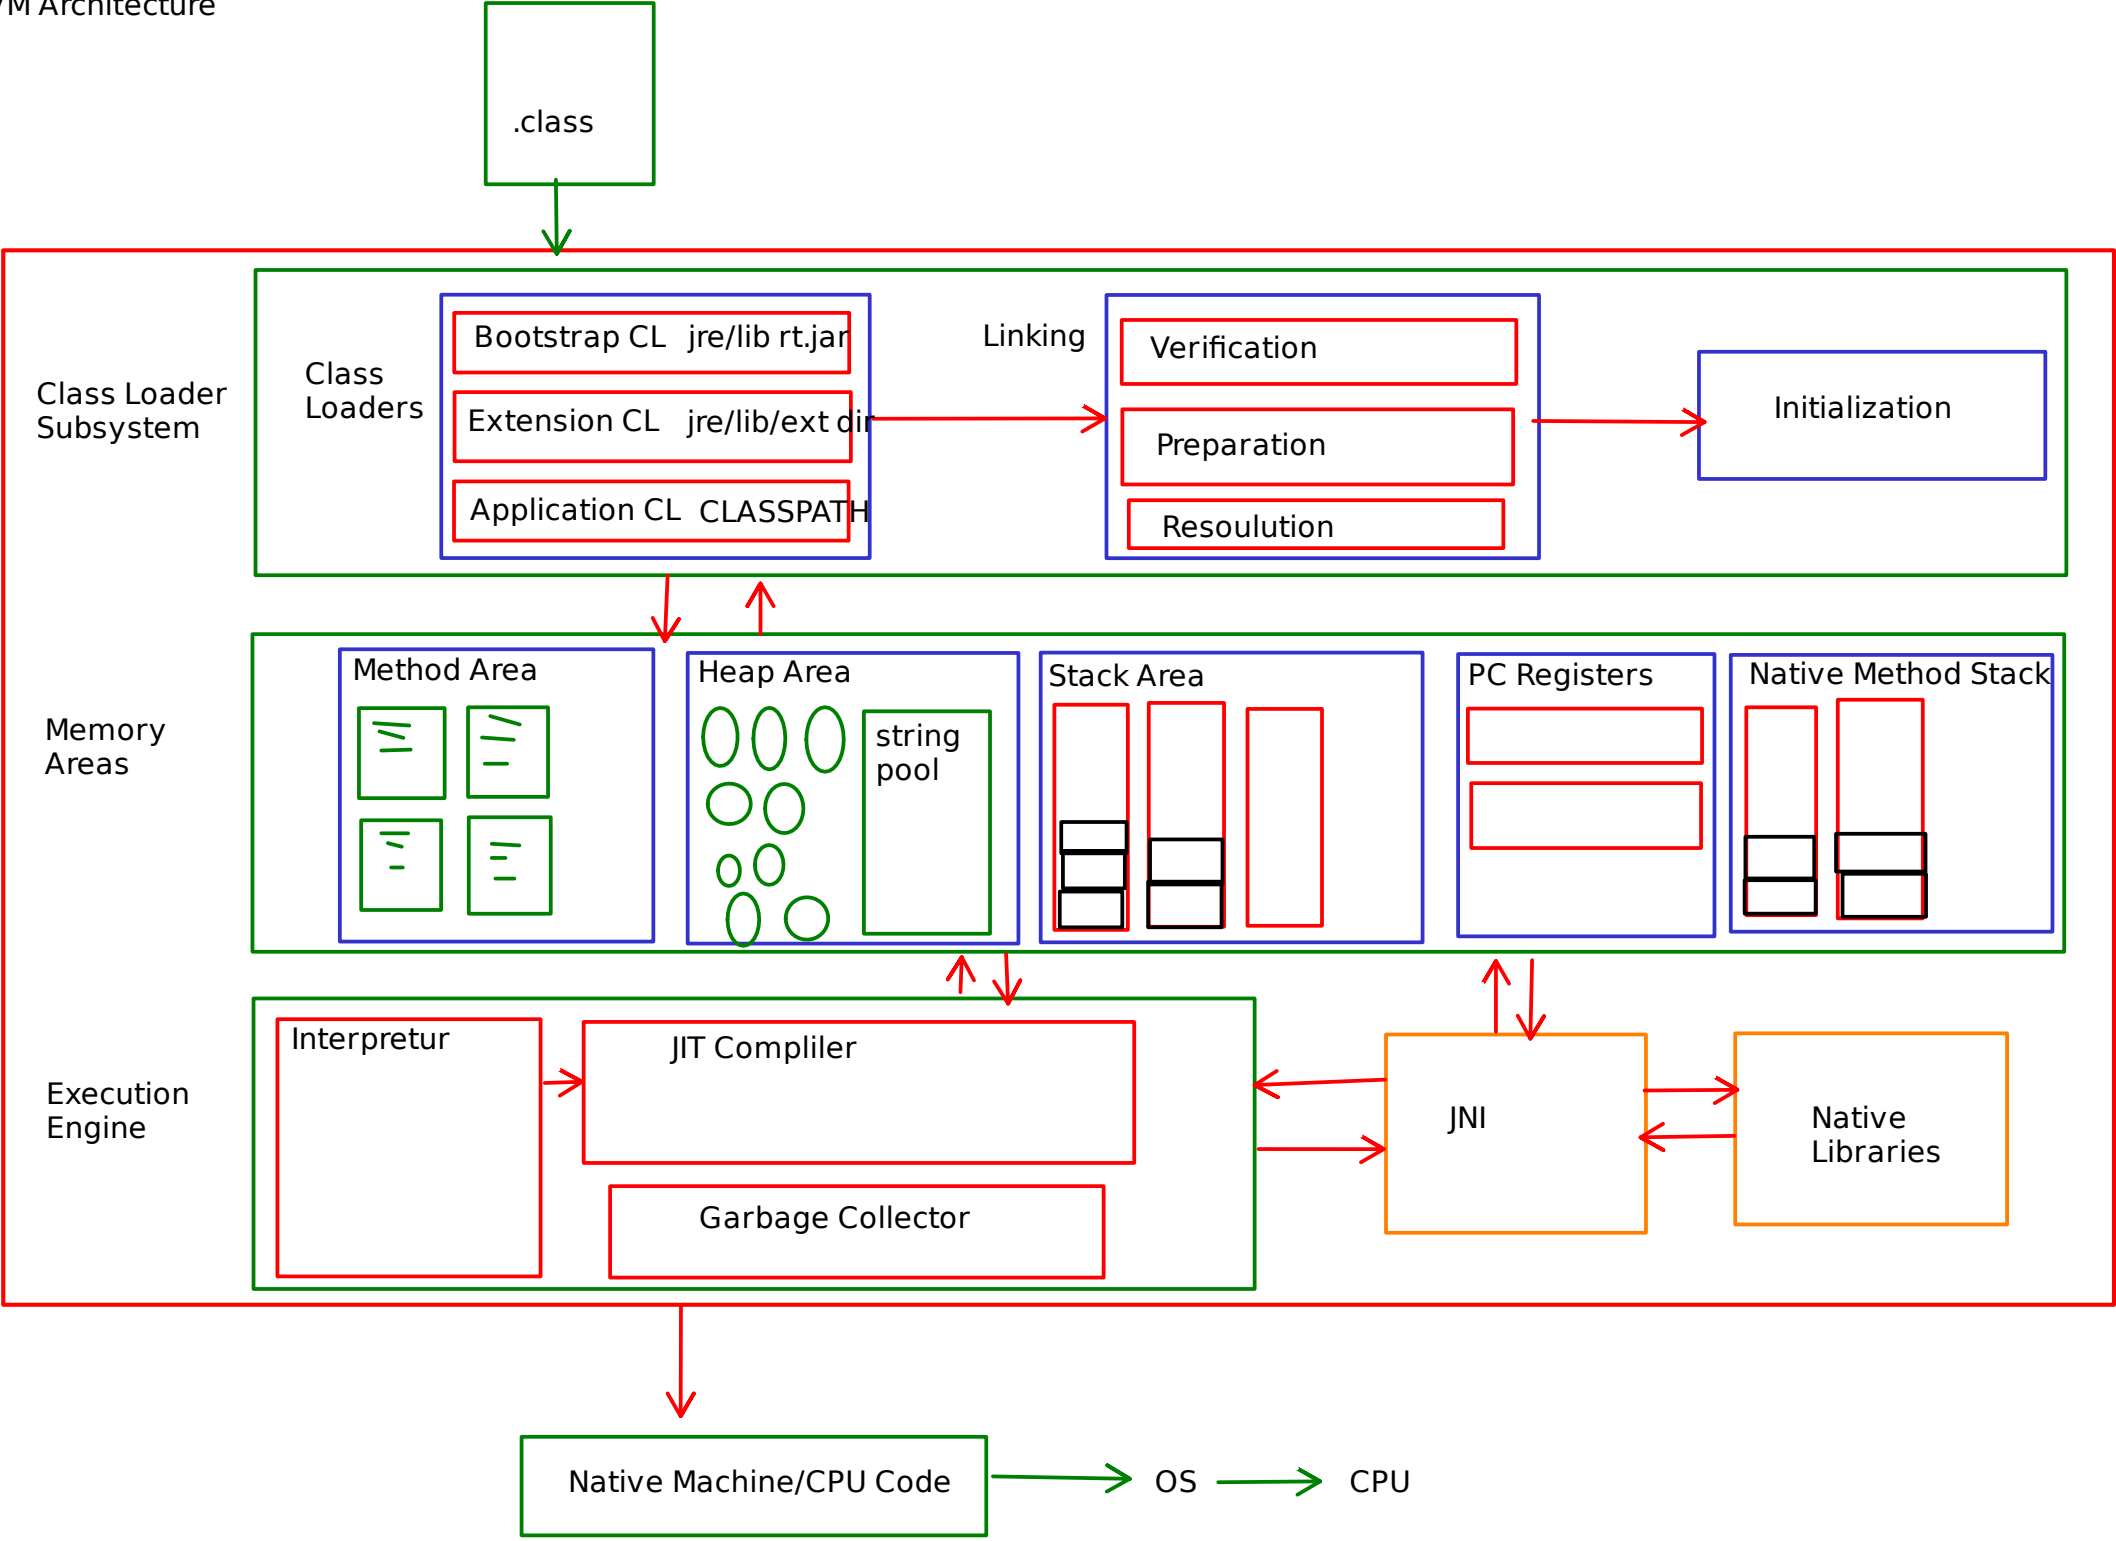 VM Architecture
.class
Class Loader
Subsystem
Class
Loaders
Bootstrap CL jre/lib rt.jar
Extension CL jre/lib/ext dir
Application CL CLASSPATH
Linking
Verification
Preparation
Resoulution
Initialization
Memory
Areas
Method Area
Heap Area
string
pool
Stack Area
PC Registers
Native Method Stack
Execution
Engine
Interpretur
JIT Compliler
Garbage Collector
JNI
Native
Libraries
Native Machine/CPU Code
OS
CPU